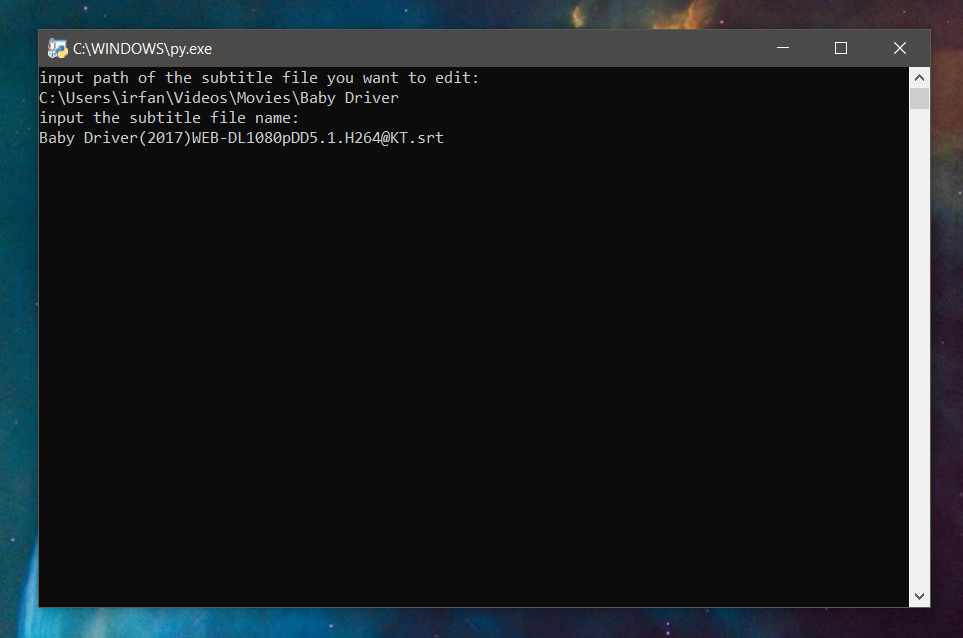 C:\WINDOWS\py.exe
input path of the subtitle file you want to edit:
C:\Users\irfan\Videos\Movies\Baby Driver
input the subtitle file name:
Baby Driver(2017)WEB-DL1080pDD5.1.H264@KT.srt